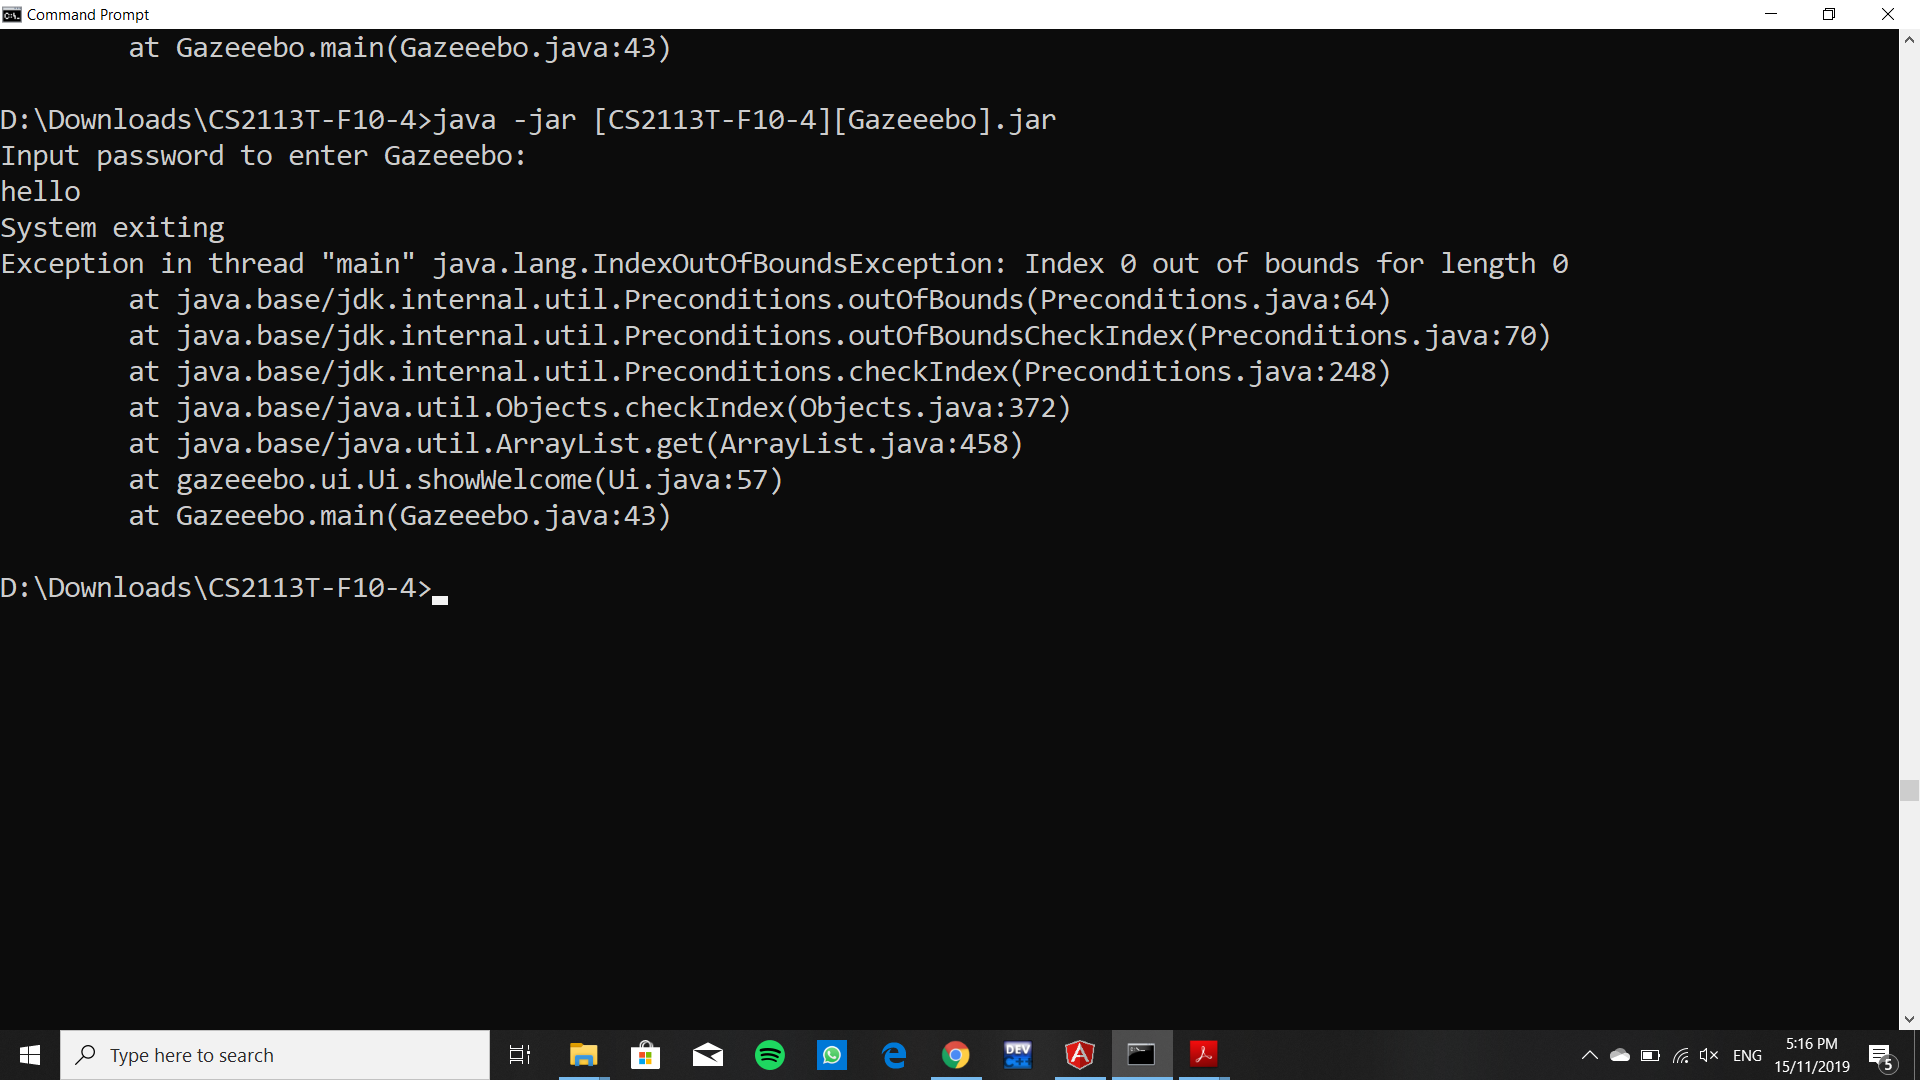 Command Prompt
at Gazeeebo.main(Gazeeebo.java:43)
D:\Downloads\CS2113T-F10-4>java -jar [CS2113T-F10-4][Gazeeebo].jar
Input password to enter Gazeeebo:
hello
System exiting
Exception in thread "main" java.lang.IndexOutOfBoundsException: Index 0 out of bounds for length 0
at java.base/jdk.internal.util.Preconditions.outOfBounds(Preconditions.java:64)
at java.base/jdk.internal.util.Preconditions.outOfBoundsCheckIndex(Preconditions.java:70)
at java.base/jdk.internal.util.Preconditions.checkIndex(Preconditions.java:248)
at java.base/java.util.Objects.checkIndex(Objects.java:372)
at java.base/java.util.ArrayList.get(ArrayList.java:458)
at gazeeebo.ui.Ui.showWelcome(Ui.java:57)
at Gazeeebo.main(Gazeeebo.java:43)
D:\Downloads\CS2113T-F10-4>
Type here to search
DEV
C++
ENG
5:16 PM
15/11/2019
5